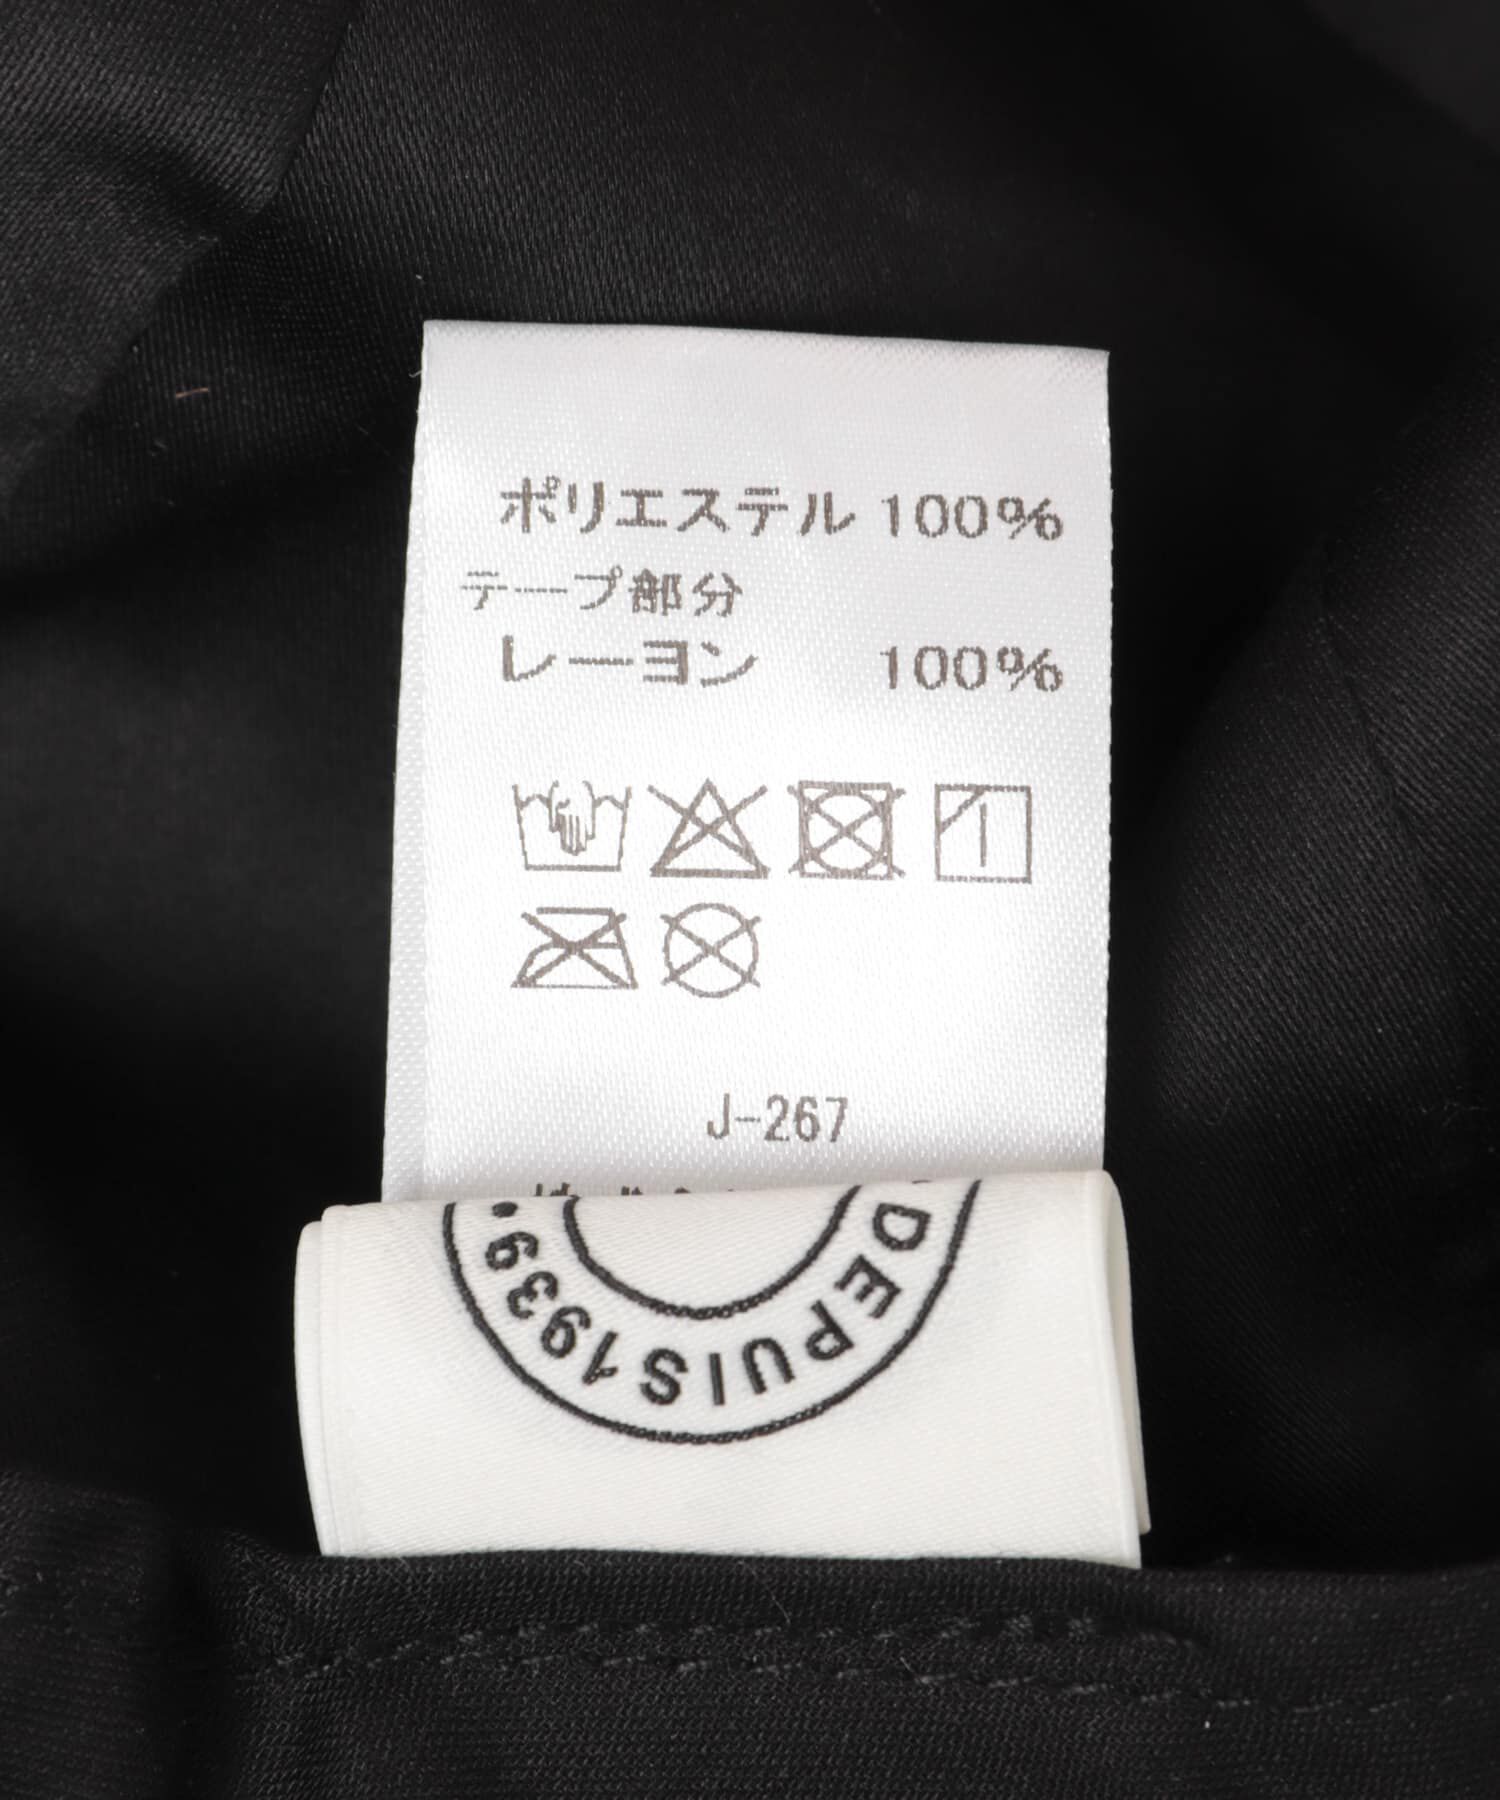 ポリエステル 100%
テープ部分
レーヨン 100%
J-267
DEPUIS1939•